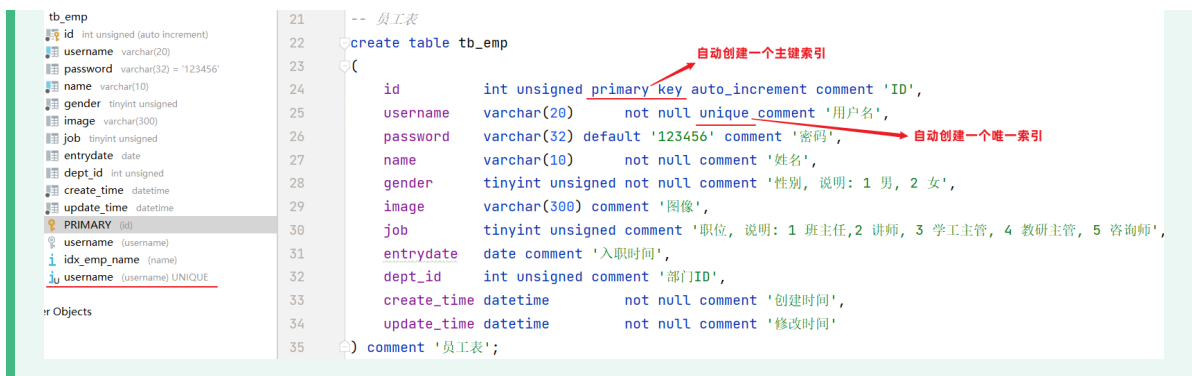 tb_emp
id int unsigned (auto increment)
username varchar(20)
password varchar(32) = '123456'
name varchar(10)
gender tinyint unsigned
image varchar(300)
job tinyint unsigned
entrydate date
dept_id int unsigned
create_time datetime
update_time datetime
PRIMARY (id)
username (username)
idx_emp_name (name)
username (username) UNIQUE
er Objects
21 -- 员工表
22 create table tb_emp
自动创建一个主键索引
23 (
24 id int unsigned primary key auto_increment comment 'ID',
25 username varchar(20) not null unique comment '用户名',
26 password varchar(32) default '123456' comment '密码',
自动创建一个唯一索引
27 name varchar(10) not null comment '姓名',
28 gender tinyint unsigned not null comment '性别, 说明: 1 男, 2 女',
29 image varchar(300) comment '图像',
30 job tinyint unsigned comment '职位, 说明: 1 班主任,2 讲师, 3 学工主管, 4 教研主管, 5 咨询师',
31 entrydate date comment '入职时间',
32 dept_id int unsigned comment '部门ID',
33 create_time datetime not null comment '创建时间',
34 update_time datetime not null comment '修改时间'
35 ) comment '员工表';